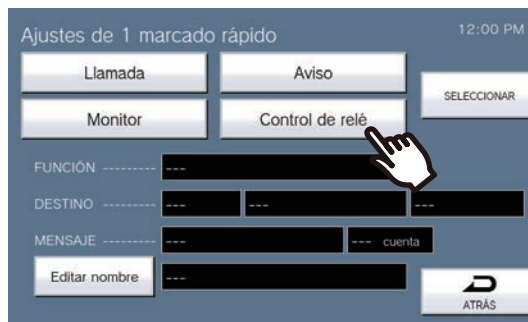 Ajustes de 1 marcado rápido 12:00 PM
Llamada Aviso
SELECCIONAR
Monitor Control de relé
FUNCIÓN --------- ---
DESTINO --------- --- --- ---
MENSAJE --------- --- --- cuenta
Editar nombre ---
ATRÁS